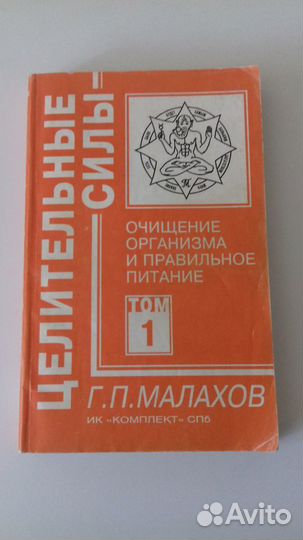 ЦЕЛИТЕЛЬНЫЕ
СИЛЫ
ОЧИЩЕНИЕ
ОРГАНИЗМА
И ПРАВИЛЬНОЕ
ПИТАНИЕ
ТОМ
1
Г.П.МАЛАХОВ
ИК «КОМПЛЕКТ» СПб
Avito